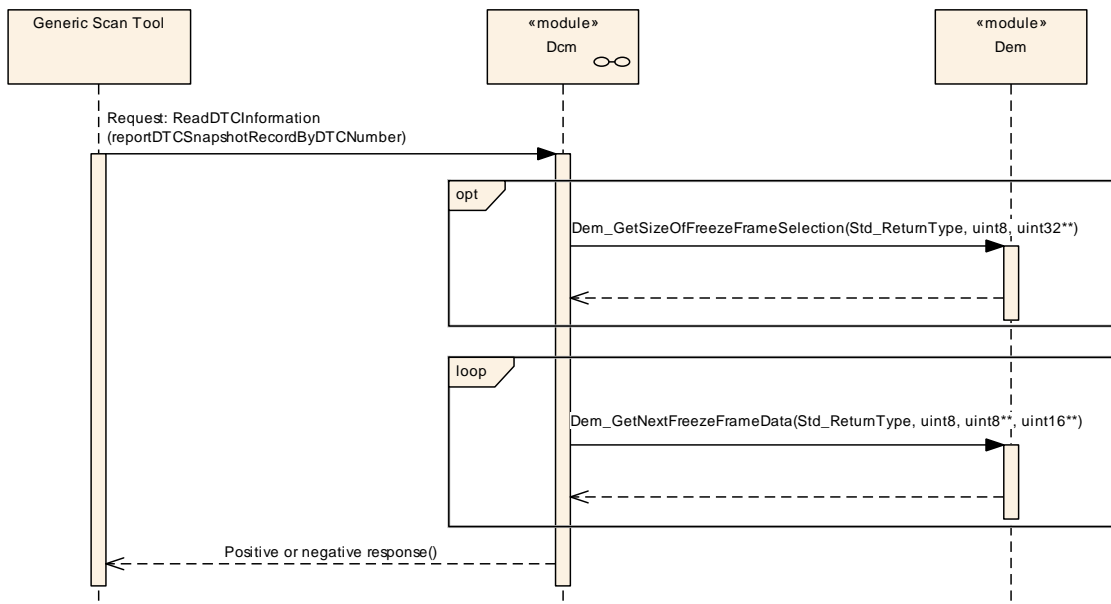 Generic Scan Tool
«module»
Dcm
«module»
Dem
Request: ReadDTCInformation
(reportDTCSnapshotRecordByDTCNumber)
opt
Dem_GetSizeOfFreezeFrameSelection(Std_ReturnType, uint8, uint32**)
loop
Dem_GetNextFreezeFrameData(Std_ReturnType, uint8, uint8**, uint16**)
Positive or negative response()